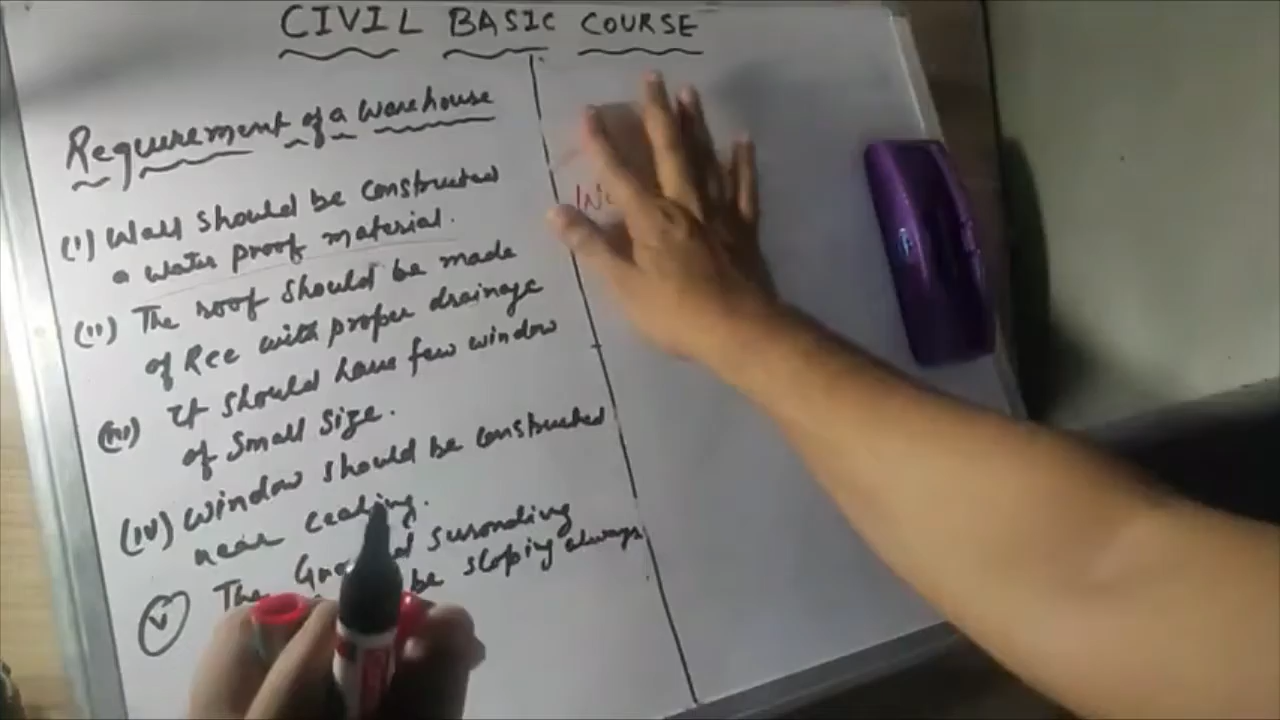 CIVIL BASIC COURSE
Requrement of a warehouse
(I) Wall should be constructed
a water proof material.
(II) The roof should be made
of Rcc with proper drainage
(III) It should have few window
of Small Size.
(IV) Window should be constructed
near
(V) The suronding
be sloping always